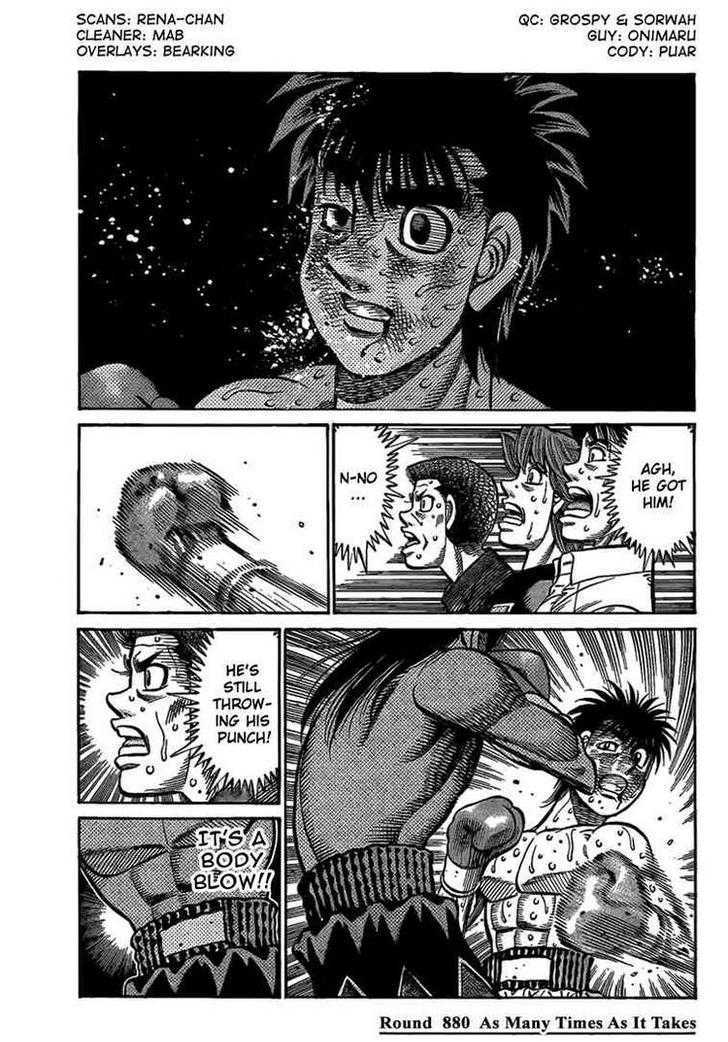 SCANS: RENA-CHAN
CLEANER: MAB
OVERLAYS: BEARKING
QC: GROSPY & SORWAH
GUY: ONIMARU
CODY: PUAR
AGH,
HE GOT
HIM!
N-NO
...
HE'S
STILL
THROW-
ING HIS
PUNCH!
IT'S A
BODY
BLOW!!
Round 880 As Many Times As It Takes